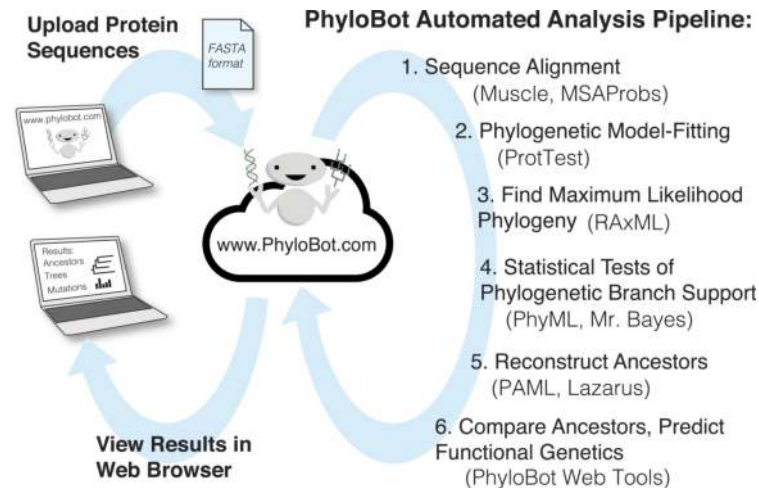 Upload Protein
Sequences
FASTA
format
www.phylobot.com
Results:
Ancestors
Trees
Mutations
www.PhyloBot.com
View Results in
Web Browser
PhyloBot Automated Analysis Pipeline:
1. Sequence Alignment
(Muscle, MSAProbs)
2. Phylogenetic Model-Fitting
(ProtTest)
3. Find Maximum Likelihood
Phylogeny (RAxML)
4. Statistical Tests of
Phylogenetic Branch Support
(PhyML, Mr. Bayes)
5. Reconstruct Ancestors
(PAML, Lazarus)
6. Compare Ancestors, Predict
Functional Genetics
(PhyloBot Web Tools)